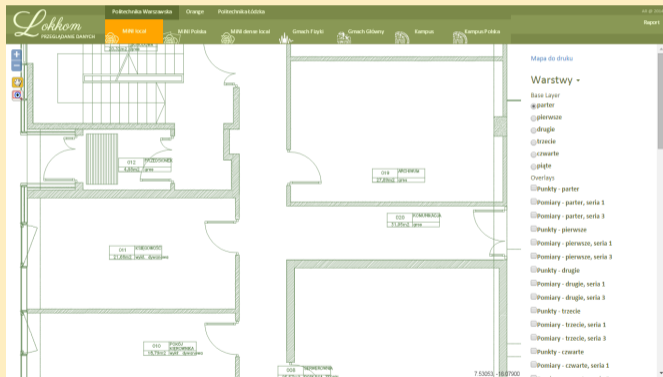 Politechnika Warszawska Orange Politechnika Łódzka
Lokkom
PRZEGLĄDANIE DANYCH
Raport
MINI local MINI Polska MINI dense local Gmach Fizyki Gmach Główny Kampus Kampus Polska
Mapa do druku
Warstwy
Base Layer
parter
pierwsze
drugie
trzecie
czwarte
piąte
Overlays
Punkty - parter
Pomiary - parter, seria 1
Pomiary - parter, seria 3
Punkty - pierwsze
Pomiary - pierwsze, seria 1
Pomiary - pierwsze, seria 3
Punkty - drugie
Pomiary - drugie, seria 1
Pomiary - drugie, seria 3
Punkty - trzecie
Pomiary - trzecie, seria 1
Pomiary - trzecie, seria 3
Punkty - czwarte
Pomiary - czwarte, seria 1
012
019
020
011
010
008